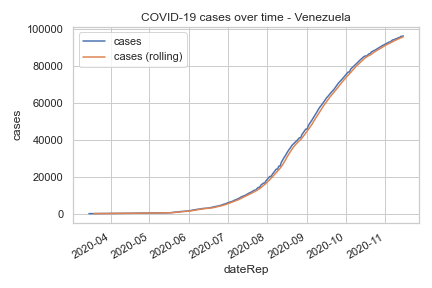 COVID-19 cases over time - Venezuela
cases
cases (rolling)
100000
80000
60000
40000
20000
0
cases
2020-04
2020-05
2020-06
2020-07
2020-08
2020-09
2020-10
2020-11
dateRep